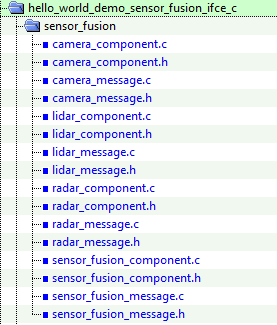 hello_world_demo_sensor_fusion_ifce_c
sensor_fusion
camera_component.c
camera_component.h
camera_message.c
camera_message.h
lidar_component.c
lidar_component.h
lidar_message.c
lidar_message.h
radar_component.c
radar_component.h
radar_message.c
radar_message.h
sensor_fusion_component.c
sensor_fusion_component.h
sensor_fusion_message.c
sensor_fusion_message.h